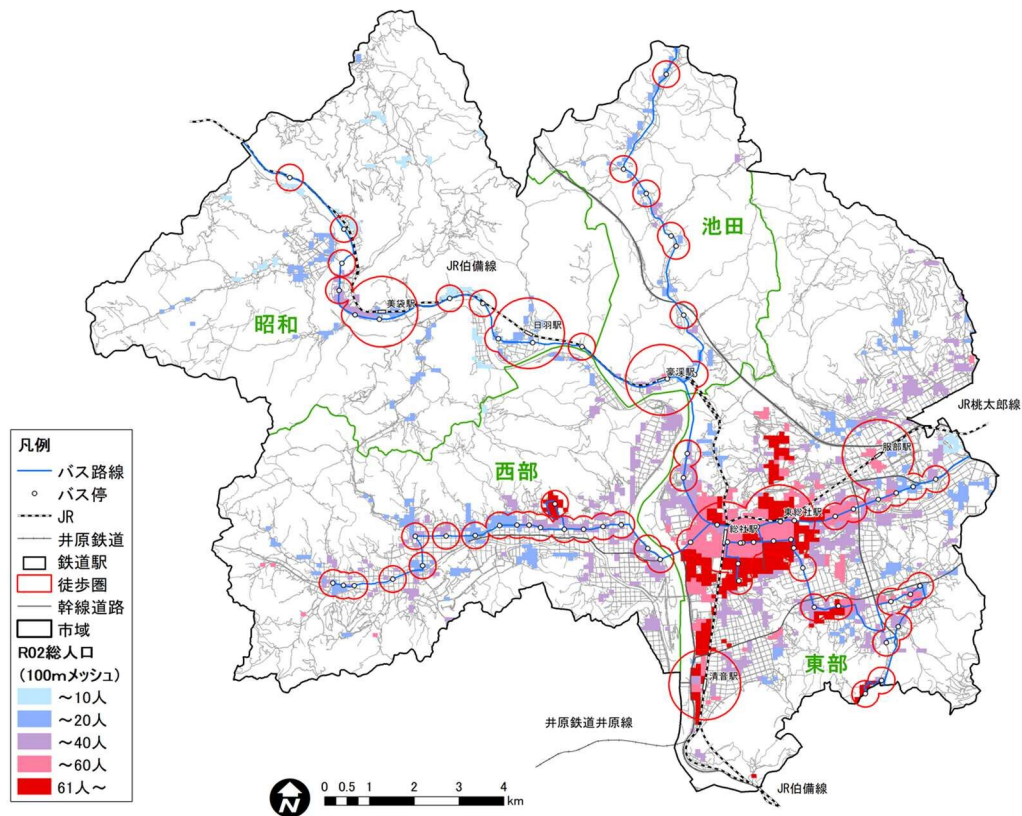 池田
JR伯備線
美袋駅
昭和
日羽駅
豪渓駅
JR桃太郎線
服部駅
凡例
バス路線
バス停
JR
井原鉄道
鉄道駅
徒歩圏
幹線道路
市域
R02総人口
(100mメッシュ)
～10人
～20人
～40人
～60人
61人～
西部
東総社駅
総社駅
東部
清音駅
井原鉄道井原線
JR伯備線
N
0 0.5 1 2 3 4
km